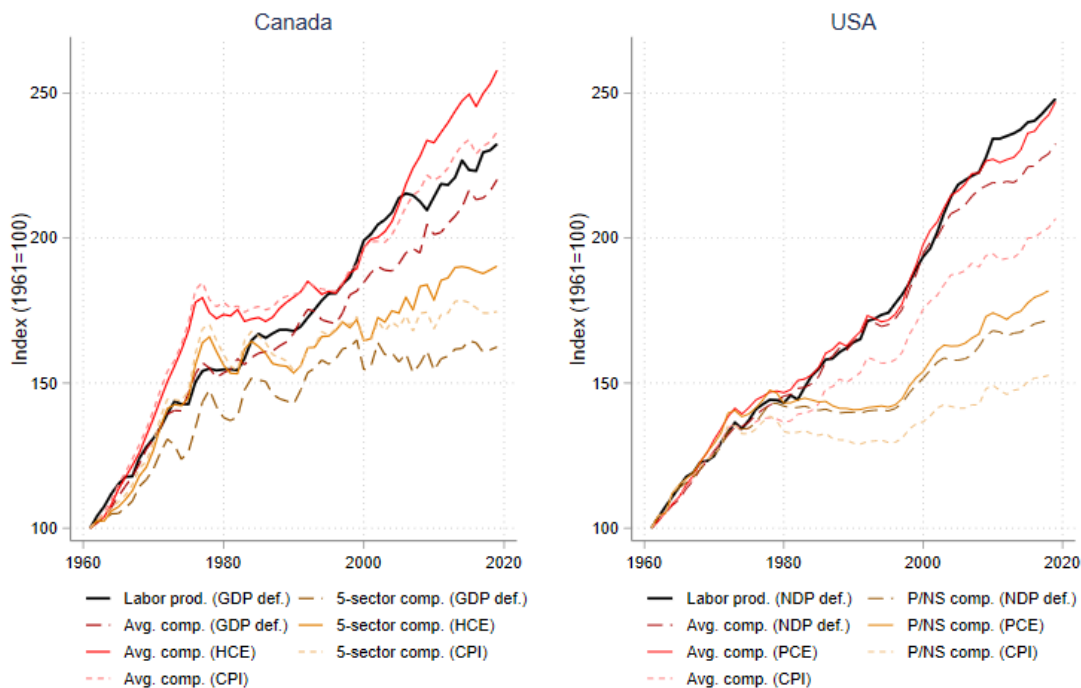 Canada
USA
Index (1961=100)
250
200
150
100
1960
1980
2000
2020
Labor prod. (GDP def.)
5-sector comp. (GDP def.)
Avg. comp. (GDP def.)
5-sector comp. (HCE)
Avg. comp. (HCE)
5-sector comp. (CPI)
Avg. comp. (CPI)
Index (1961=100)
250
200
150
100
1960
1980
2000
2020
Labor prod. (NDP def.)
P/NS comp. (NDP def.)
Avg. comp. (NDP def.)
P/NS comp. (PCE)
Avg. comp. (PCE)
P/NS comp. (CPI)
Avg. comp. (CPI)